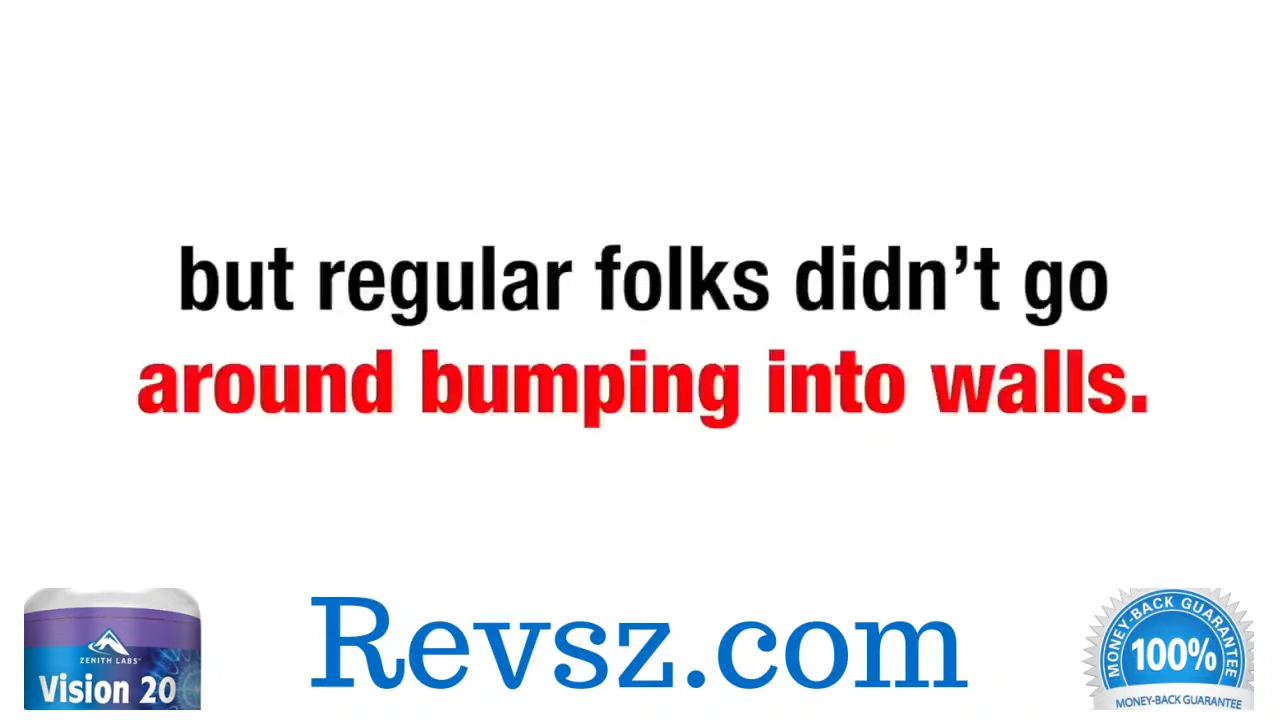 but regular folks didn’t go
around bumping into walls.
ZENITH LABS™
Vision 20
Revsz.com
MONEY-BACK GUARANTEE
100%
MONEY-BACK GUARANTEE